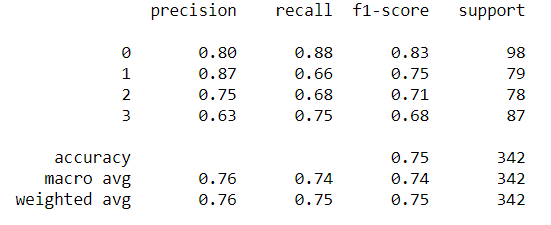 precision recall f1-score support
0 0.80 0.88 0.83 98
1 0.87 0.66 0.75 79
2 0.75 0.68 0.71 78
3 0.63 0.75 0.68 87
accuracy 0.75 342
macro avg 0.76 0.74 0.74 342
weighted avg 0.76 0.75 0.75 342